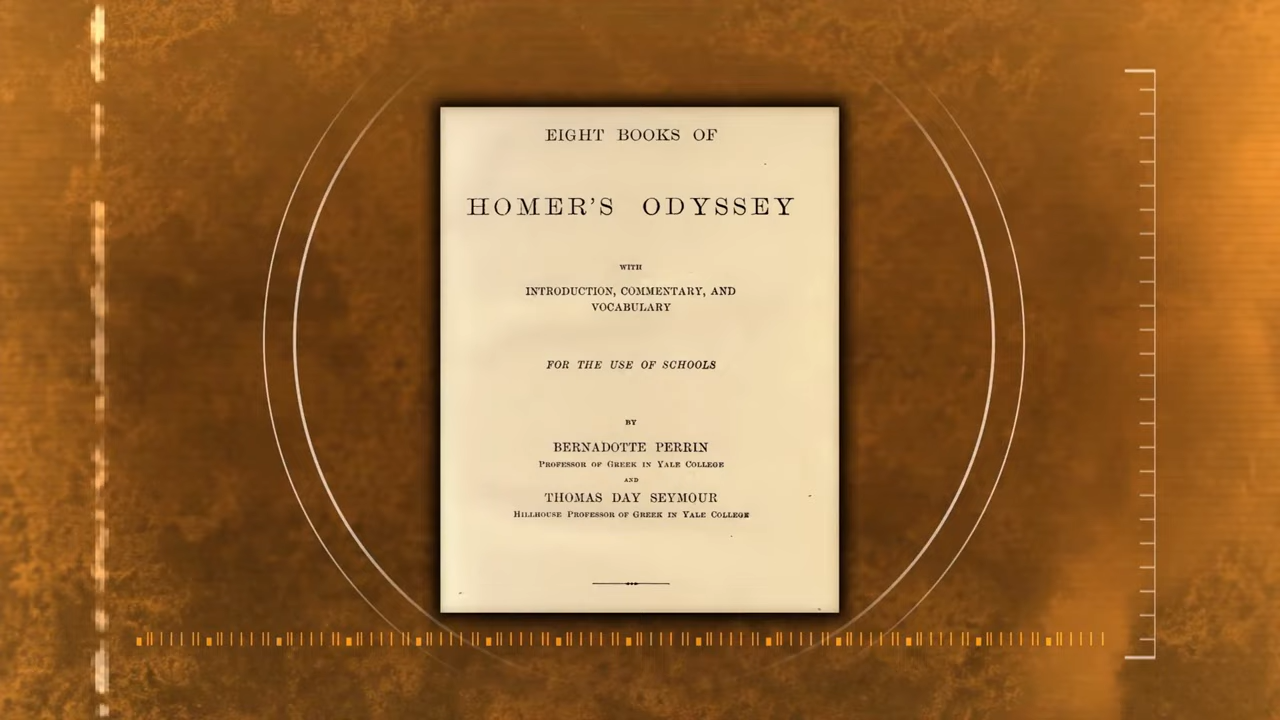 EIGHT BOOKS OF
HOMER'S ODYSSEY
WITH
INTRODUCTION, COMMENTARY, AND
VOCABULARY
FOR THE USE OF SCHOOLS
BY
BERNADOTTE PERRIN
PROFESSOR OF GREEK IN YALE COLLEGE
AND
THOMAS DAY SEYMOUR
HILLHOUSE PROFESSOR OF GREEK IN YALE COLLEGE